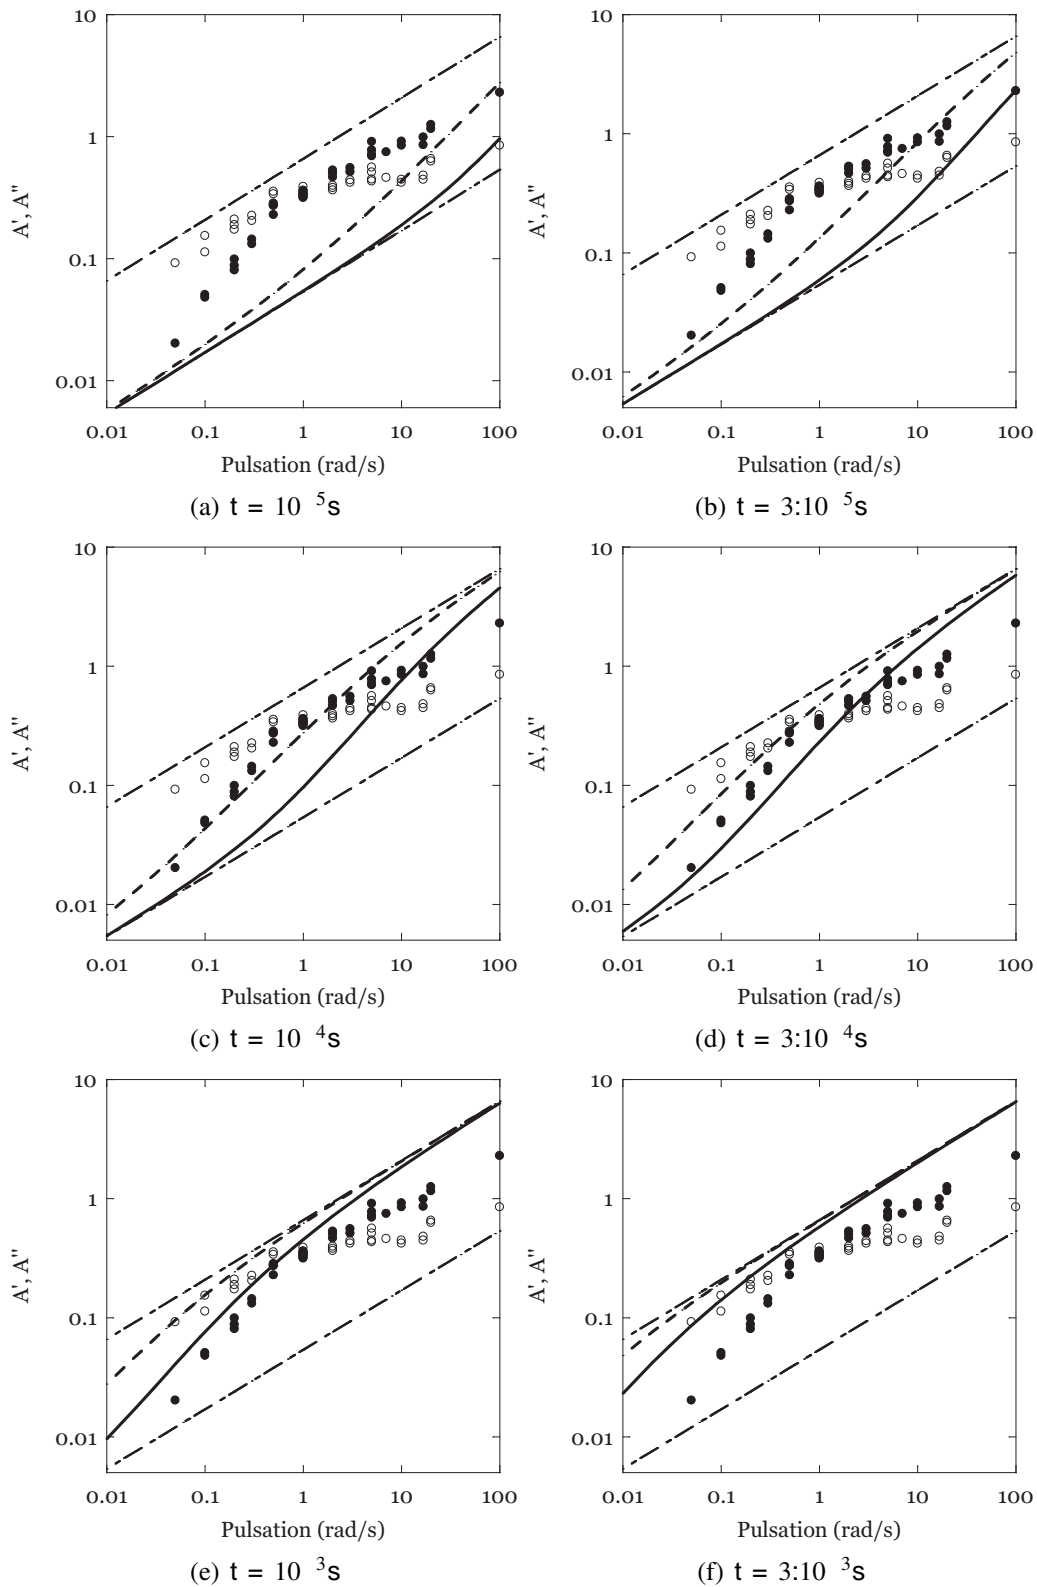 10
1
0.1
0.01
0.01 0.1 1 10 100
A', A"
Pulsation (rad/s)
(a) t = 10 5s
10
1
0.1
0.01
0.01 0.1 1 10 100
A', A"
Pulsation (rad/s)
(b) t = 3:10 5s
10
1
0.1
0.01
0.01 0.1 1 10 100
A', A"
Pulsation (rad/s)
(c) t = 10 4s
10
1
0.1
0.01
0.01 0.1 1 10 100
A', A"
Pulsation (rad/s)
(d) t = 3:10 4s
10
1
0.1
0.01
0.01 0.1 1 10 100
A', A"
Pulsation (rad/s)
(e) t = 10 3s
10
1
0.1
0.01
0.01 0.1 1 10 100
A', A"
Pulsation (rad/s)
(f) t = 3:10 3s